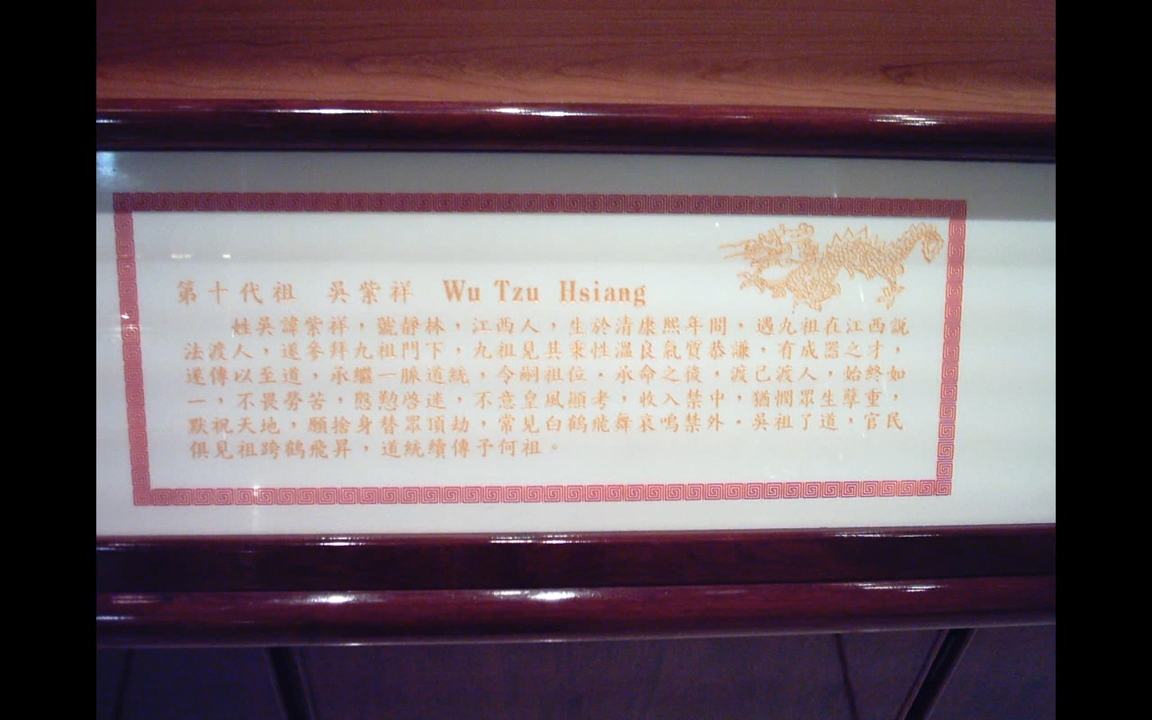 第十代祖 吳紫祥 Wu Tzu Hsiang
姓吳諱紫祥，號靜林，江西人，生於清康熙年間，遇九祖在江西說
法渡人，遂參拜九祖門下，九祖見其秉性溫良氣質恭謙，有成器之才，
遂傳以至道，承繼一脈道統，令嗣祖位。承命之後，渡己渡人，始終如
一，不畏勞苦，慇懃啓迷，不意皇風顯考，收入禁中，猶憫眾生孽重，
默祝天地，願捨身替眾頂劫，常見白鶴飛舞哀鳴禁外。吳祖了道，官民
俱見祖跨鶴飛昇，道統續傳予何祖。